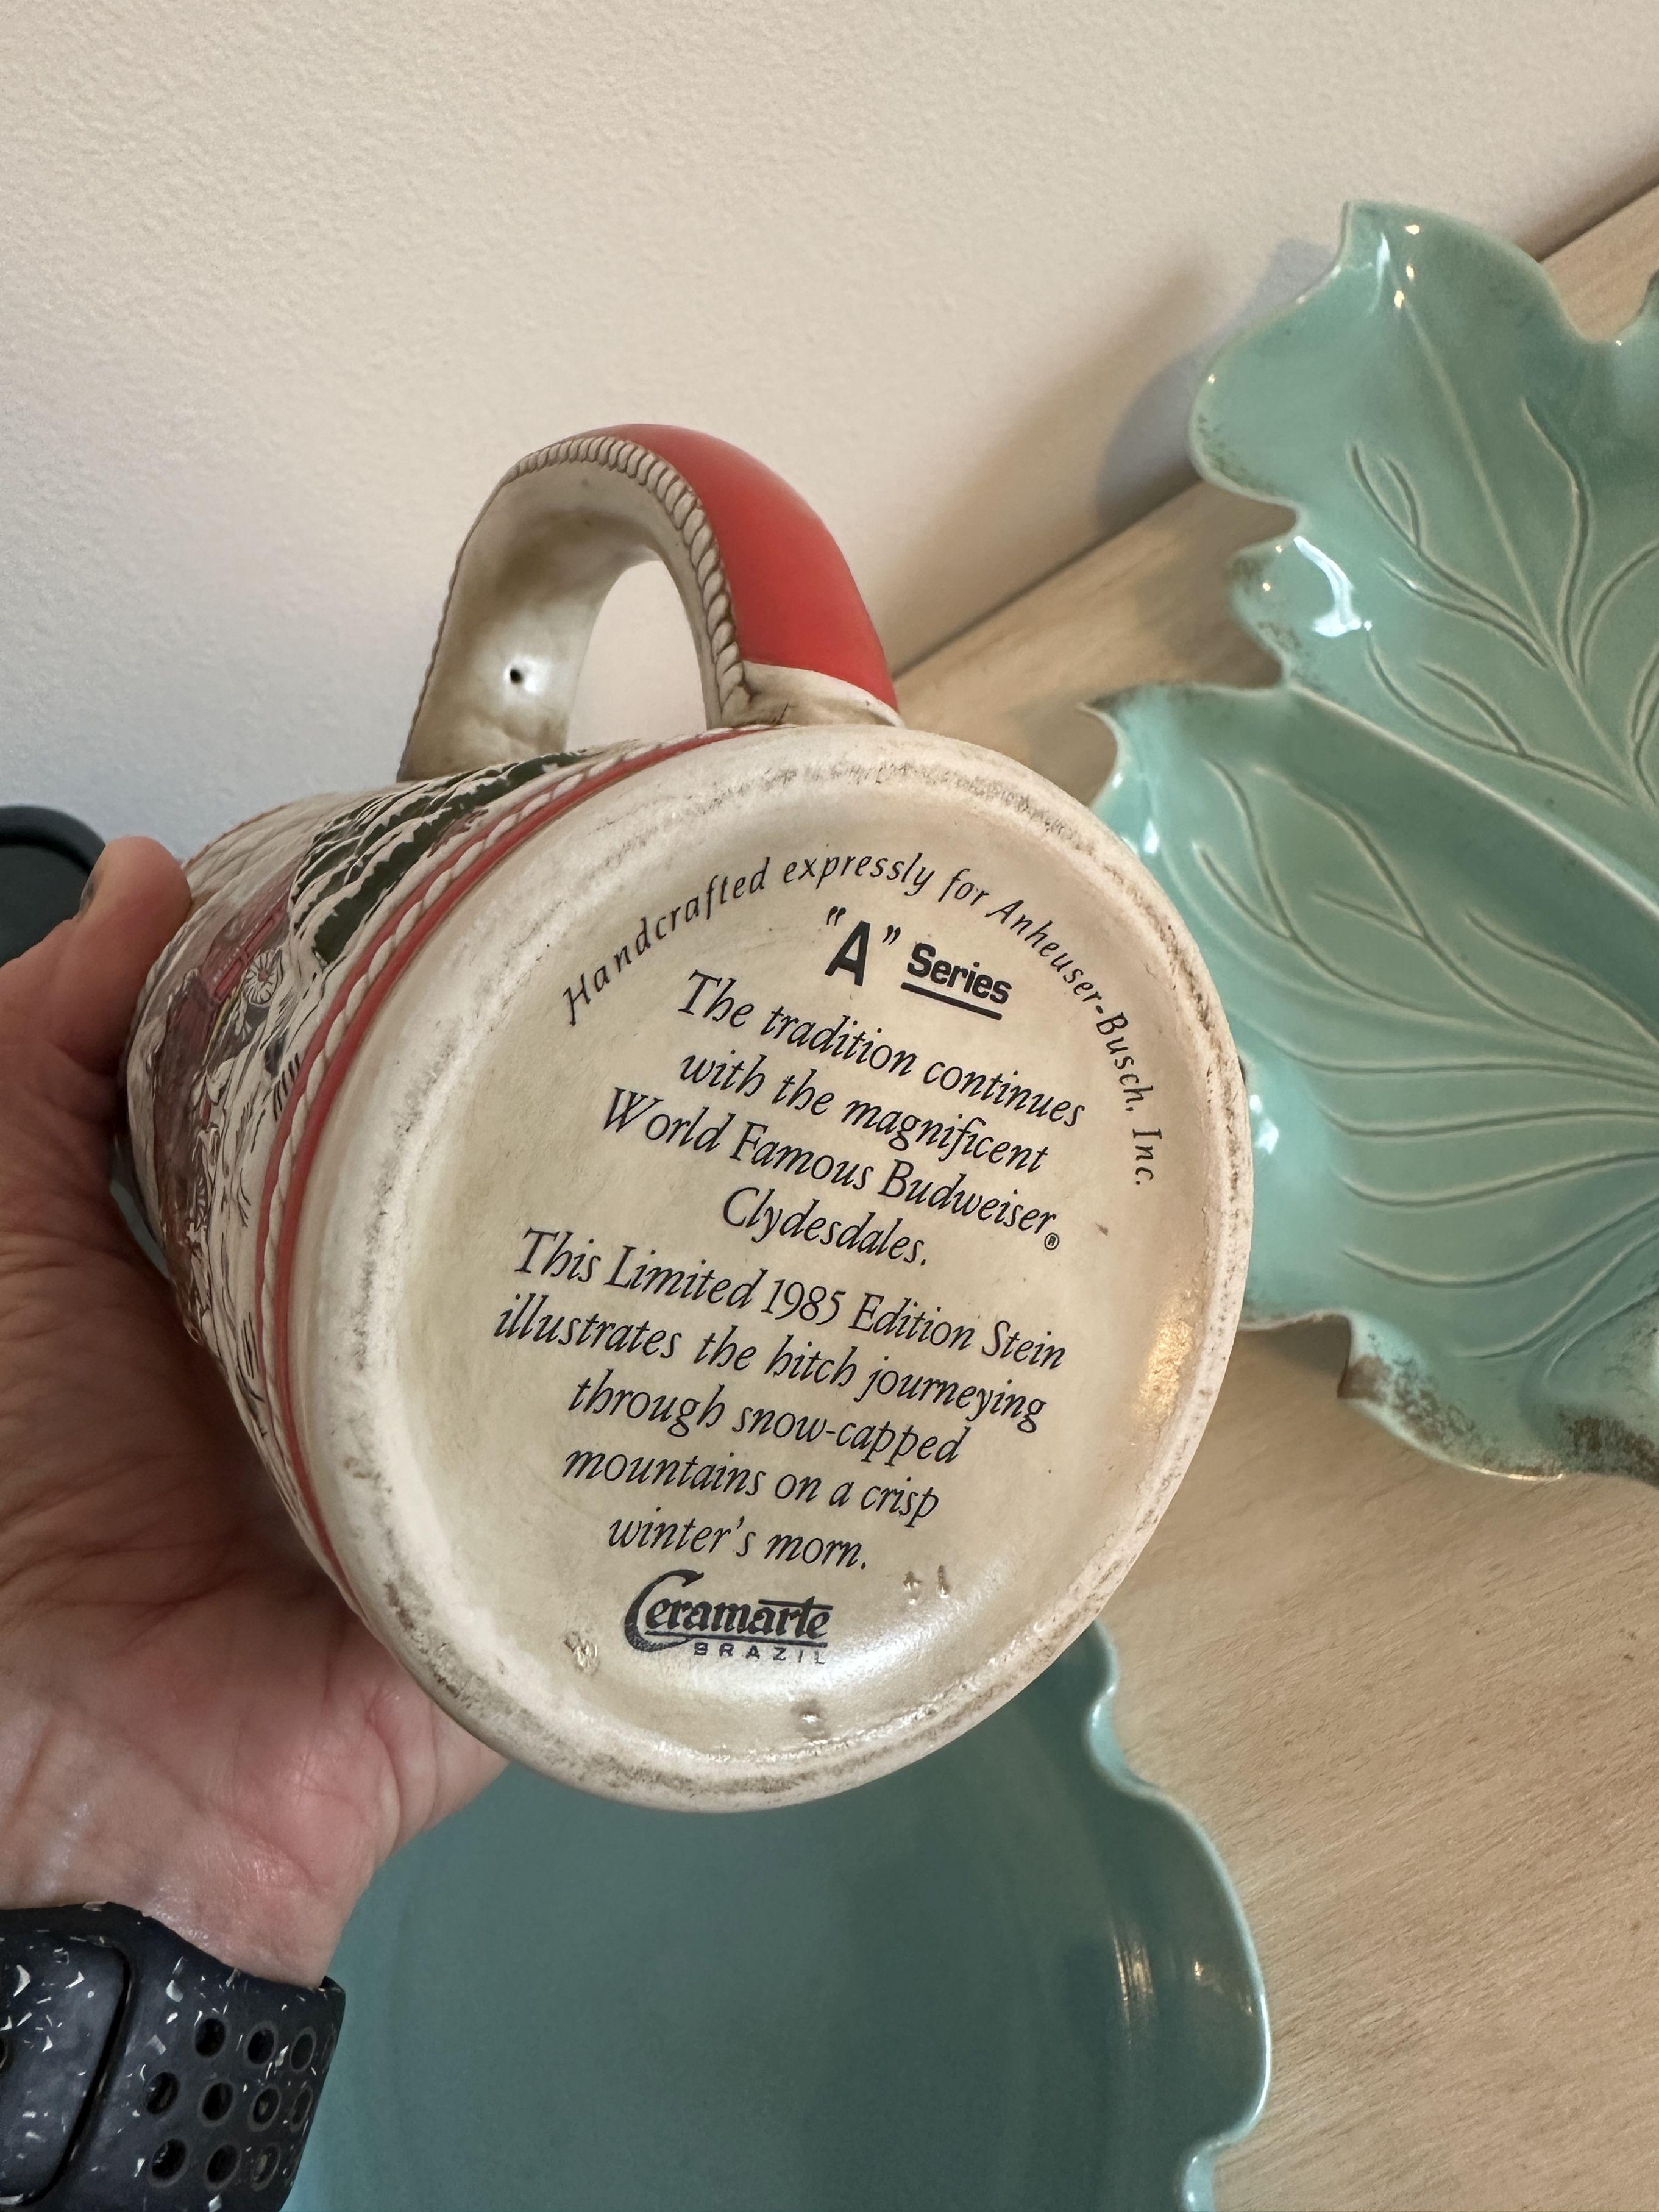 Handcrafted expressly for Anheuser-Busch, Inc.
"A" Series
The tradition continues
with the magnificent
World Famous Budweiser®
Clydesdales.
This Limited 1985 Edition Stein
illustrates the hitch journeying
through snow-capped
mountains on a crisp
winter's morn.
Ceramarte
BRAZIL